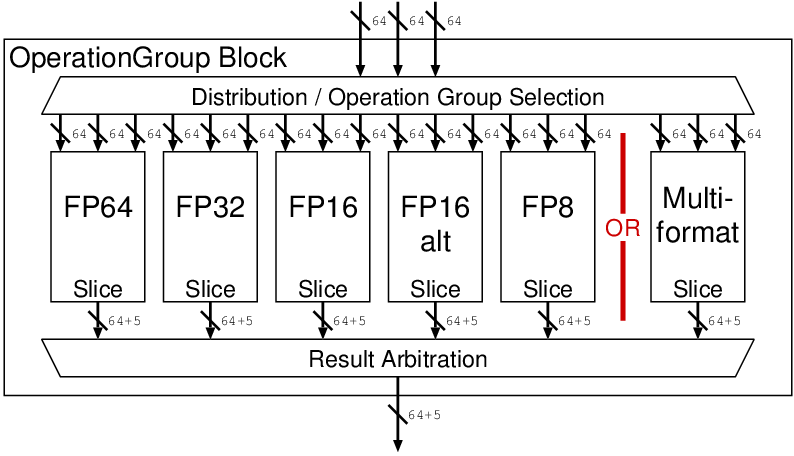 64 64 64
OperationGroup Block
Distribution / Operation Group Selection
64 64 64 64 64 64 64 64 64 64 64 64 64 64 64 64 64 64
FP64 FP32 FP16 FP16 FP8 Multi-
alt OR format
Slice Slice Slice Slice Slice Slice
64+5 64+5 64+5 64+5 64+5 64+5
Result Arbitration
64+5